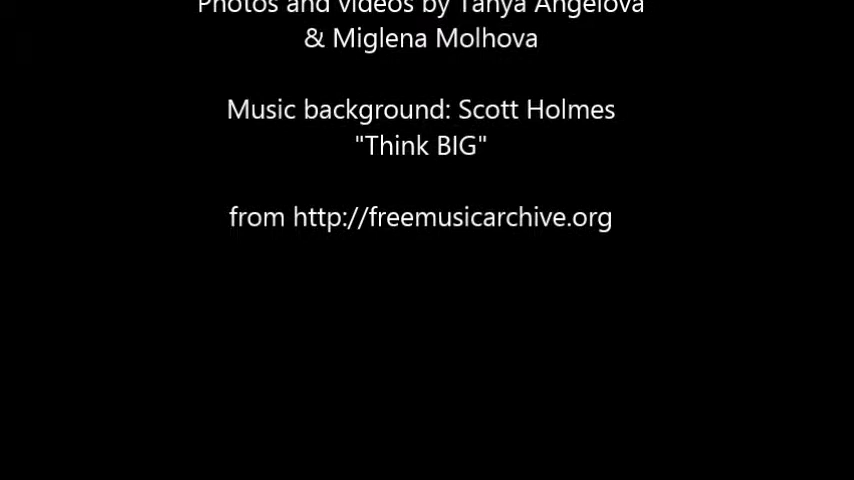 Photos and videos by Tanya Angelova
& Miglena Molhova
Music background: Scott Holmes
"Think BIG"
from http://freemusicarchive.org